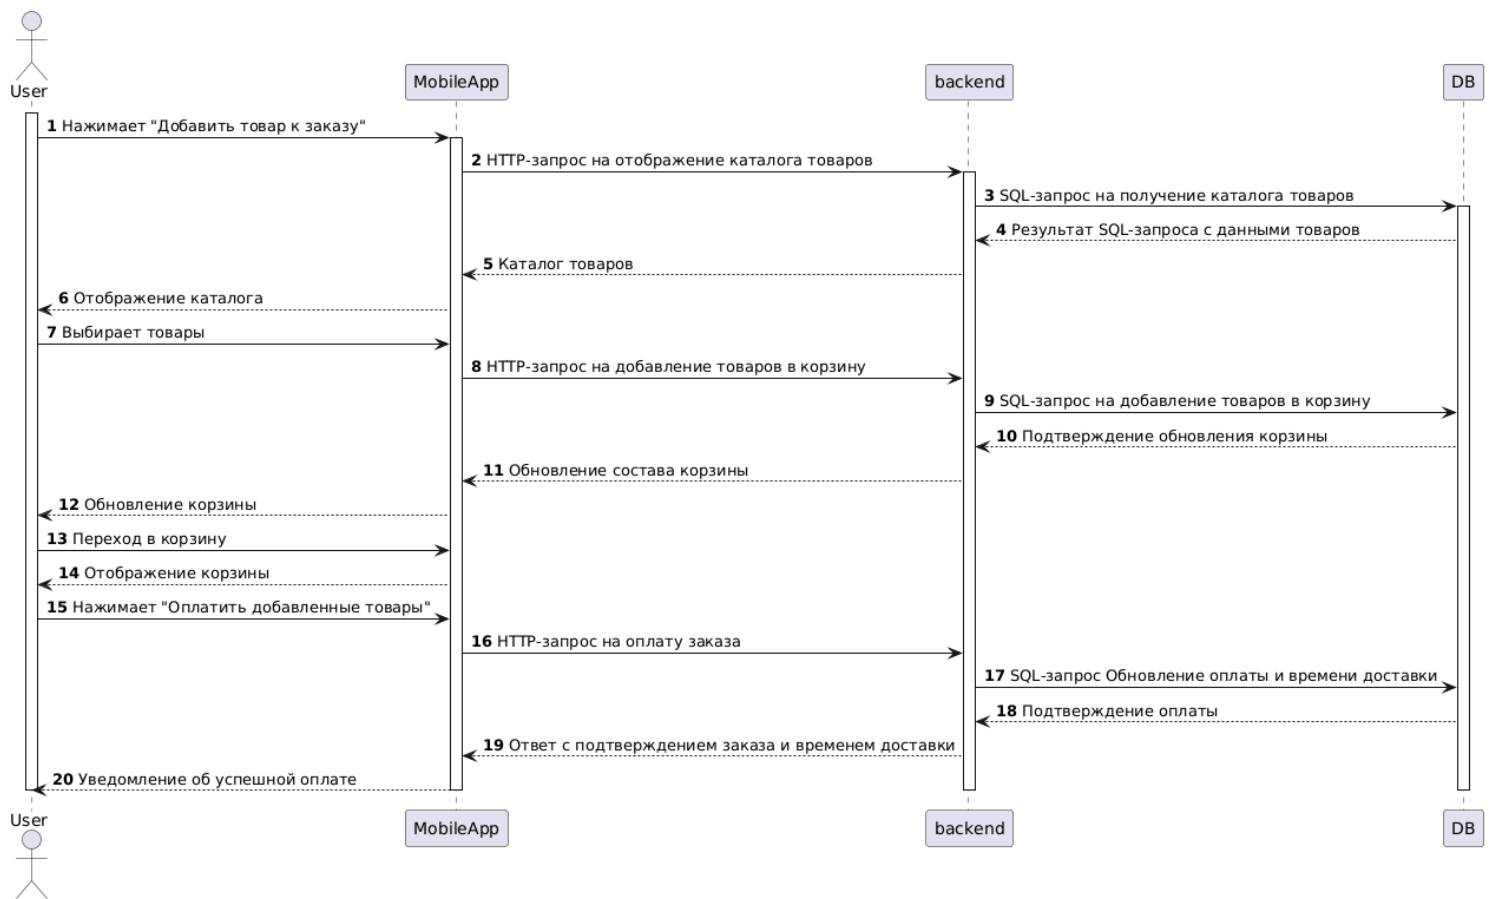 User
MobileApp
backend
DB
1 Нажимает "Добавить товар к заказу"
2 HTTP-запрос на отображение каталога товаров
3 SQL-запрос на получение каталога товаров
4 Результат SQL-запроса с данными товаров
5 Каталог товаров
6 Отображение каталога
7 Выбирает товары
8 HTTP-запрос на добавление товаров в корзину
9 SQL-запрос на добавление товаров в корзину
10 Подтверждение обновления корзины
11 Обновление состава корзины
12 Обновление корзины
13 Переход в корзину
14 Отображение корзины
15 Нажимает "Оплатить добавленные товары"
16 HTTP-запрос на оплату заказа
17 SQL-запрос Обновление оплаты и времени доставки
18 Подтверждение оплаты
19 Ответ с подтверждением заказа и временем доставки
20 Уведомление об успешной оплате
User
MobileApp
backend
DB